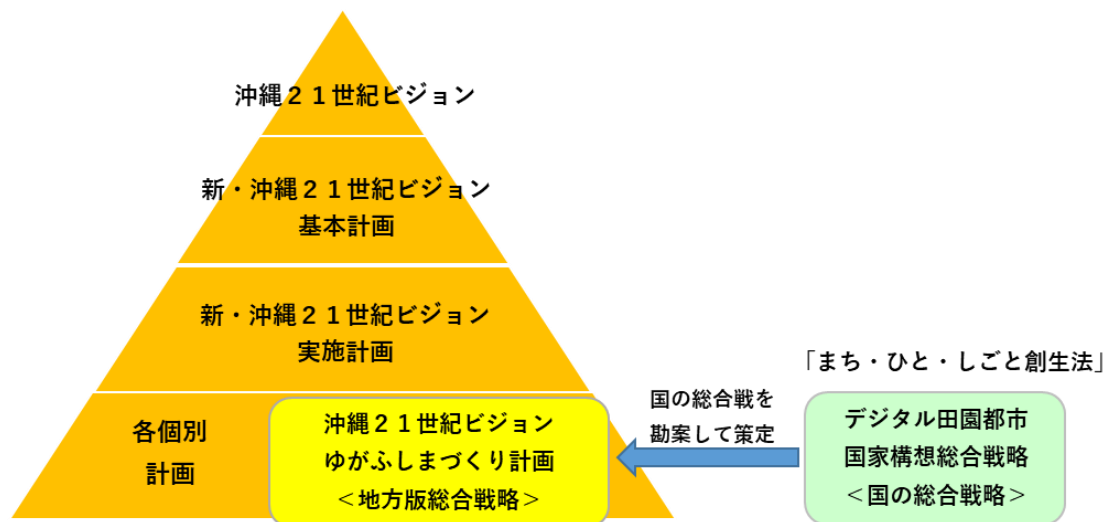 沖縄２１世紀ビジョン
新・沖縄２１世紀ビジョン
基本計画
新・沖縄２１世紀ビジョン
実施計画
各個別
計画
沖縄２１世紀ビジョン
ゆがふしまづくり計画
＜地方版総合戦略＞
国の総合戦を
勘案して策定
「まち・ひと・しごと創生法」
デジタル田園都市
国家構想総合戦略
＜国の総合戦略＞